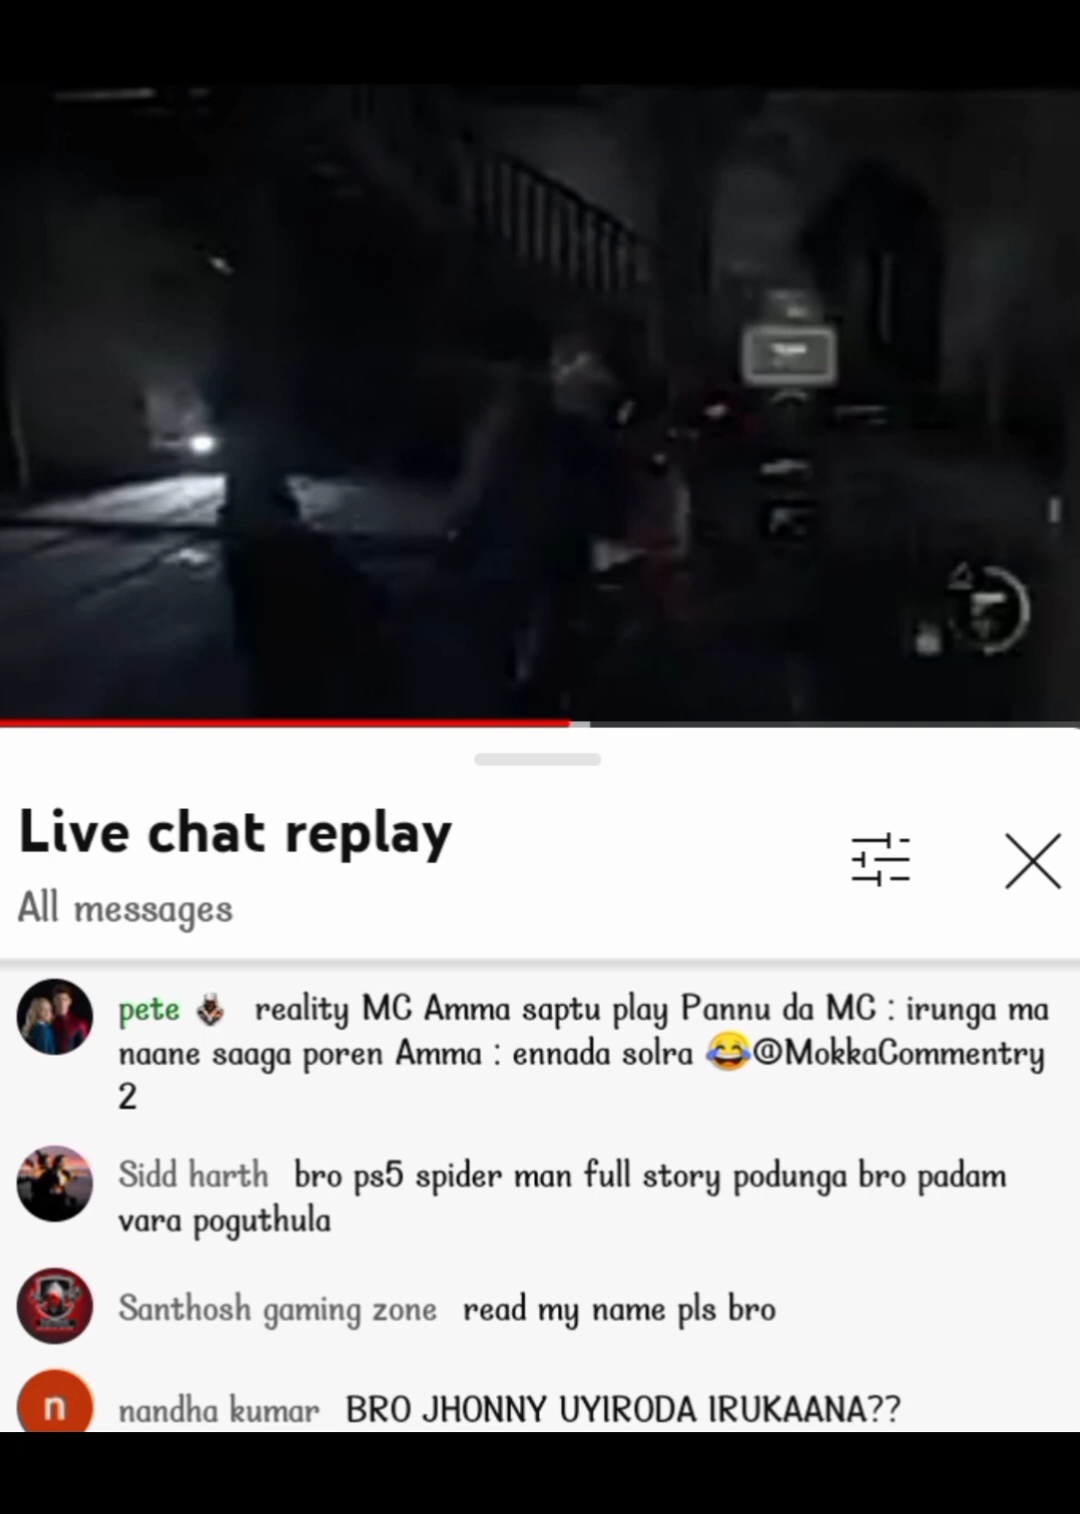 Live chat replay
All messages
pete reality MC Amma saptu play Pannu da MC : irunga ma
naane saaga poren Amma : ennada solra 😂@MokkaCommentry
2
Sidd harth bro ps5 spider man full story podunga bro padam
vara poguthula
Santhosh gaming zone read my name pls bro
n
nandha kumar BRO JHONNY UYIRODA IRUKAANA??